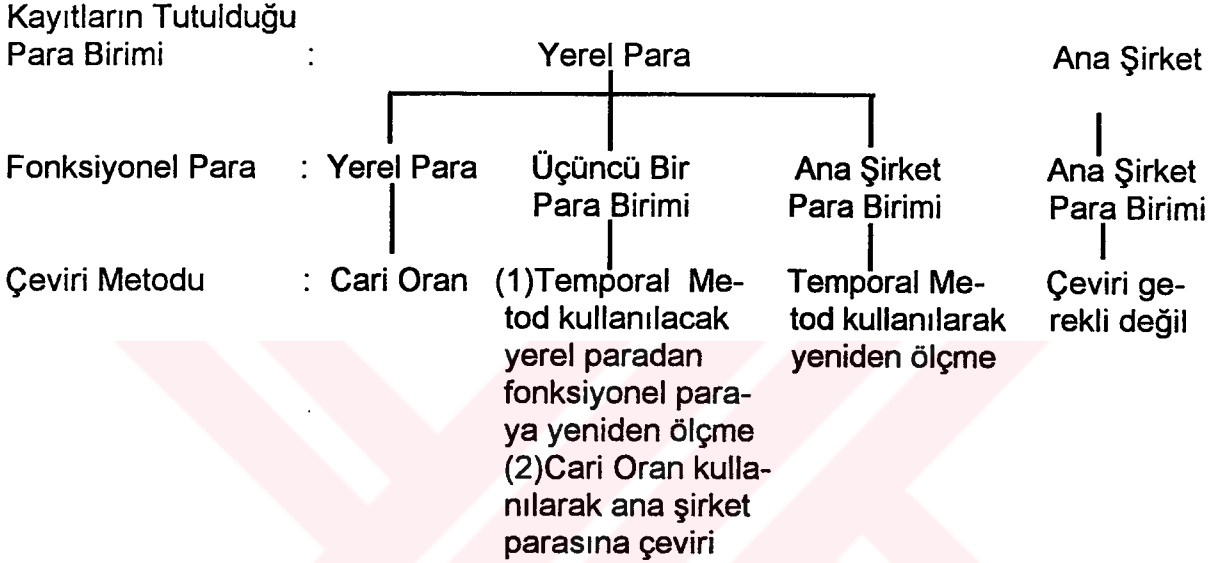 Kayıtların Tutulduğu
Para Birimi : Yerel Para Ana Şirket
Fonksiyonel Para : Yerel Para Üçüncü Bir Ana Şirket Ana Şirket
Para Birimi Para Birimi Para Birimi
Çeviri Metodu : Cari Oran (1)Temporal Me- Temporal Me- Çeviri ge-
tod kullanılacak tod kullanılarak rekli değil
yerel paradan yeniden ölçme
fonksiyonel para-
ya yeniden ölçme
(2)Cari Oran kulla-
nılarak ana şirket
parasına çeviri